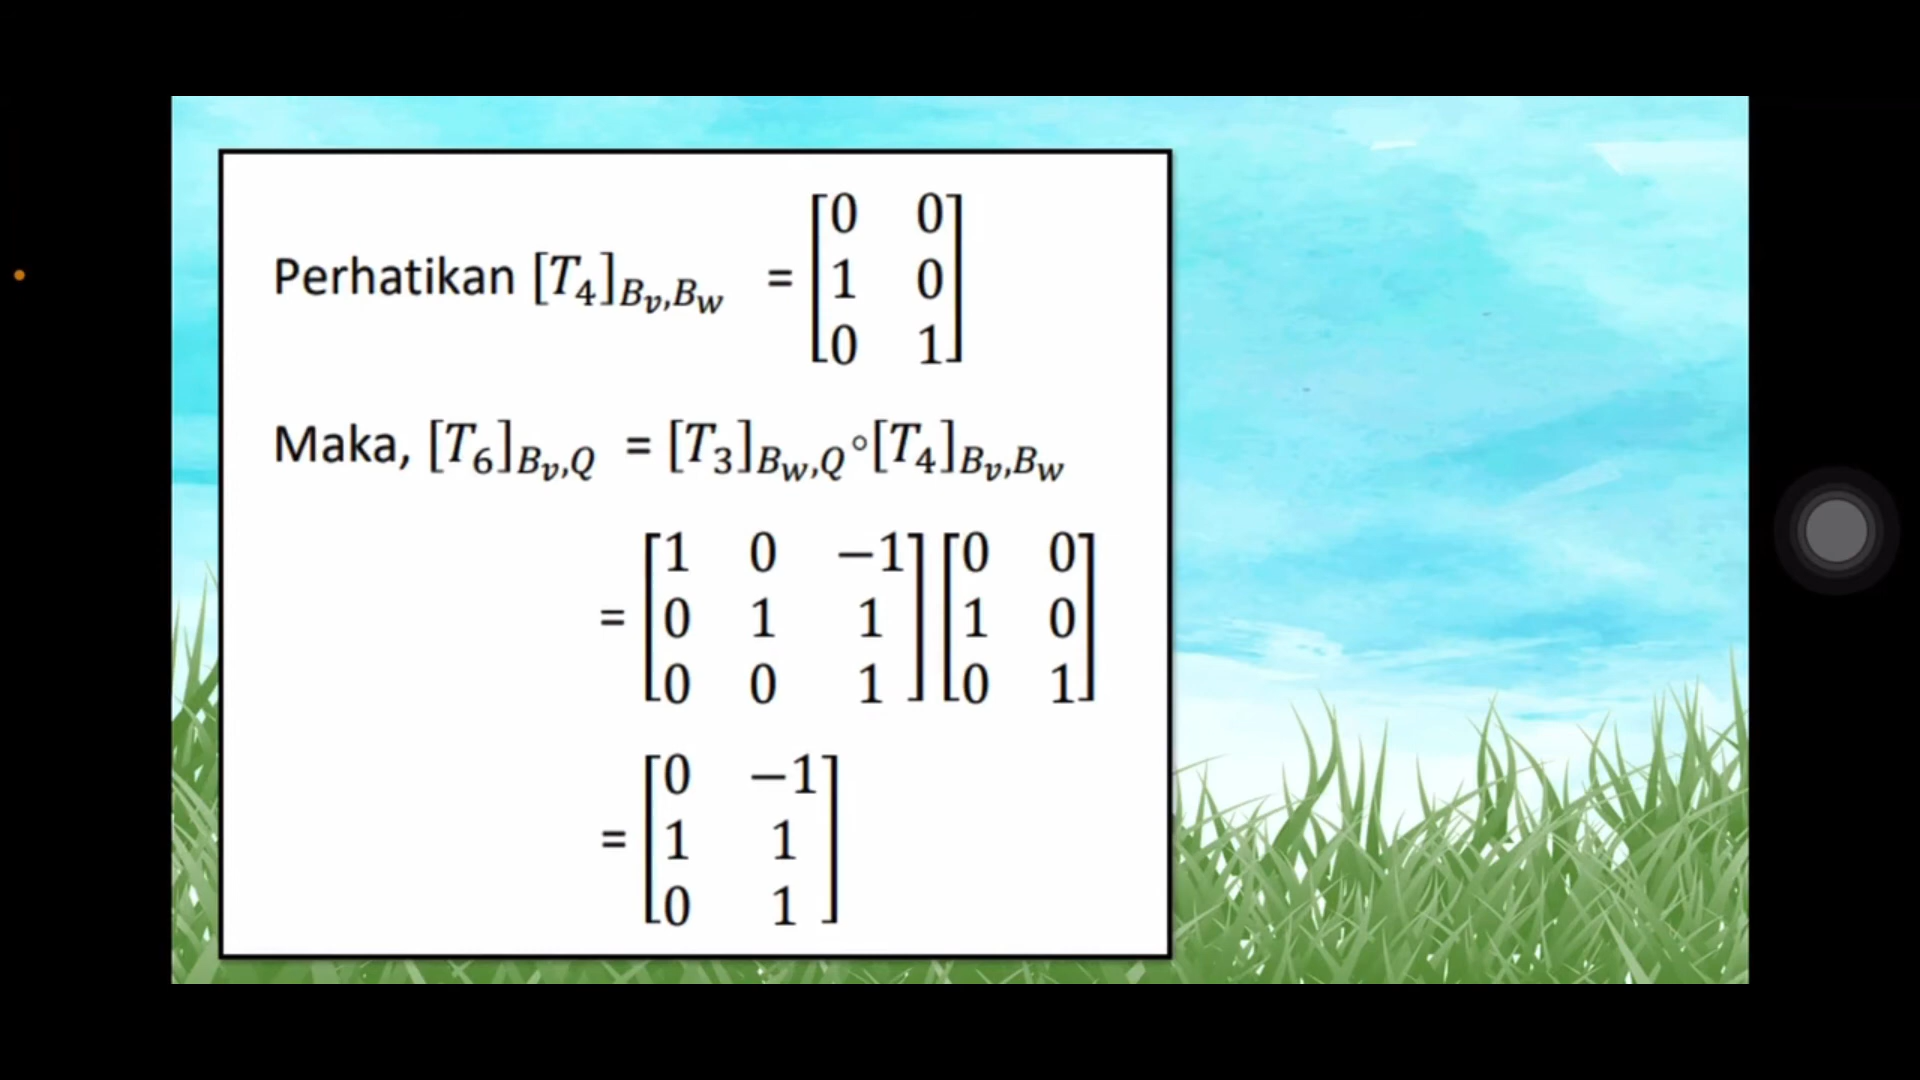 Perhatikan [T₄]_{B_v,B_w} = [0 0; 1 0; 0 1]
Maka, [T₆]_{B_v,Q} = [T₃]_{B_w,Q}∘[T₄]_{B_v,B_w}
= [1 0 −1; 0 1 1; 0 0 1] [0 0; 1 0; 0 1]
= [0 −1; 1 1; 0 1]